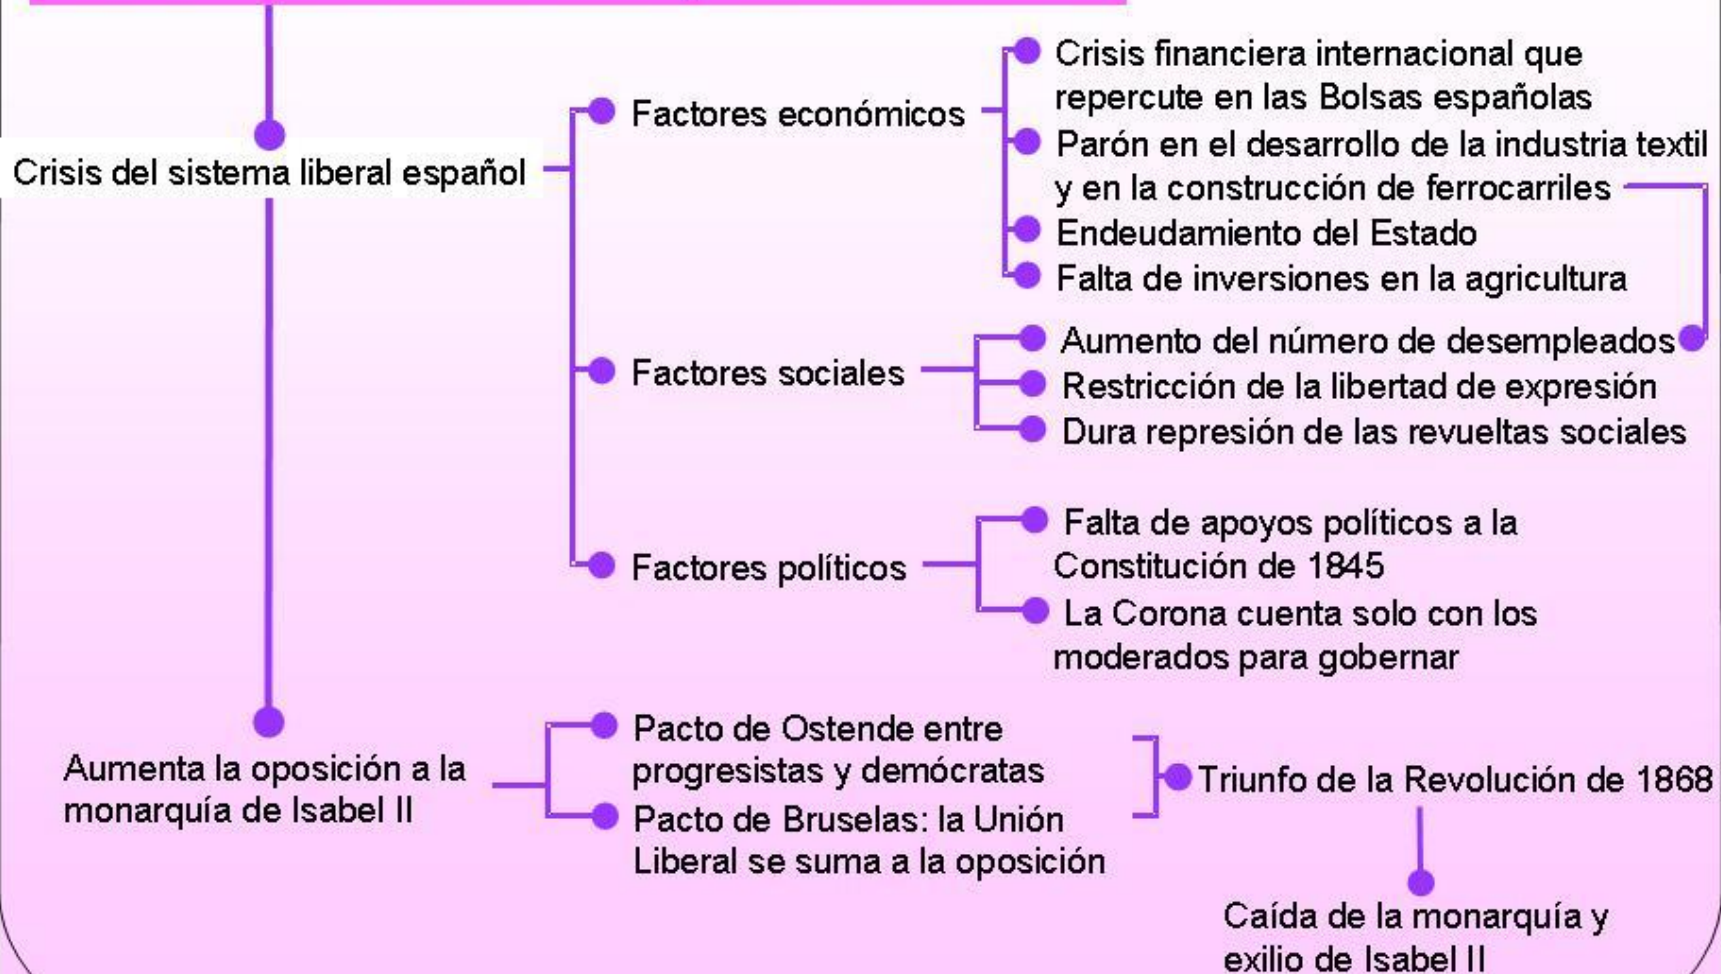 Crisis del sistema liberal español
Factores económicos
Crisis financiera internacional que
repercute en las Bolsas españolas
Parón en el desarrollo de la industria textil
y en la construcción de ferrocarriles
Endeudamiento del Estado
Falta de inversiones en la agricultura
Factores sociales
Aumento del número de desempleados
Restricción de la libertad de expresión
Dura represión de las revueltas sociales
Factores políticos
Falta de apoyos políticos a la
Constitución de 1845
La Corona cuenta solo con los
moderados para gobernar
Aumenta la oposición a la
monarquía de Isabel II
Pacto de Ostende entre
progresistas y demócratas
Pacto de Bruselas: la Unión
Liberal se suma a la oposición
Triunfo de la Revolución de 1868
Caída de la monarquía y
exilio de Isabel II